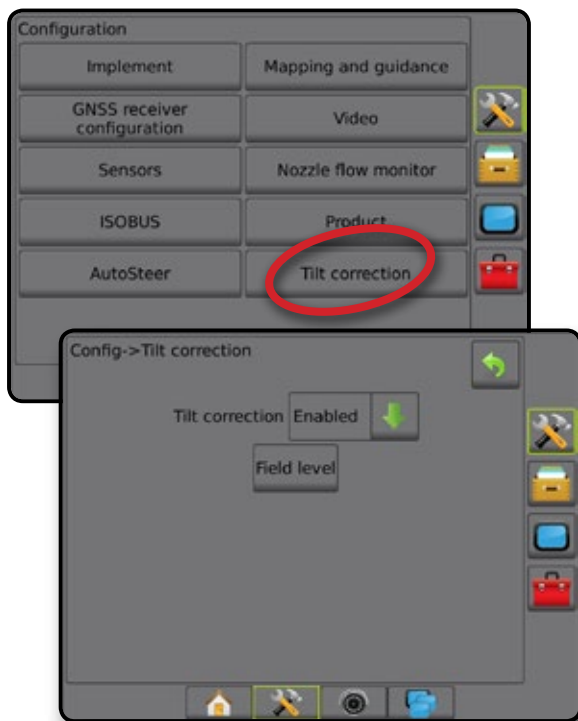 Configuration
Implement
Mapping and guidance
GNSS receiver
configuration
Video
Sensors
Nozzle flow monitor
ISOBUS
Product
AutoSteer
Tilt correction
Config->Tilt correction
Tilt correction Enabled
Field level